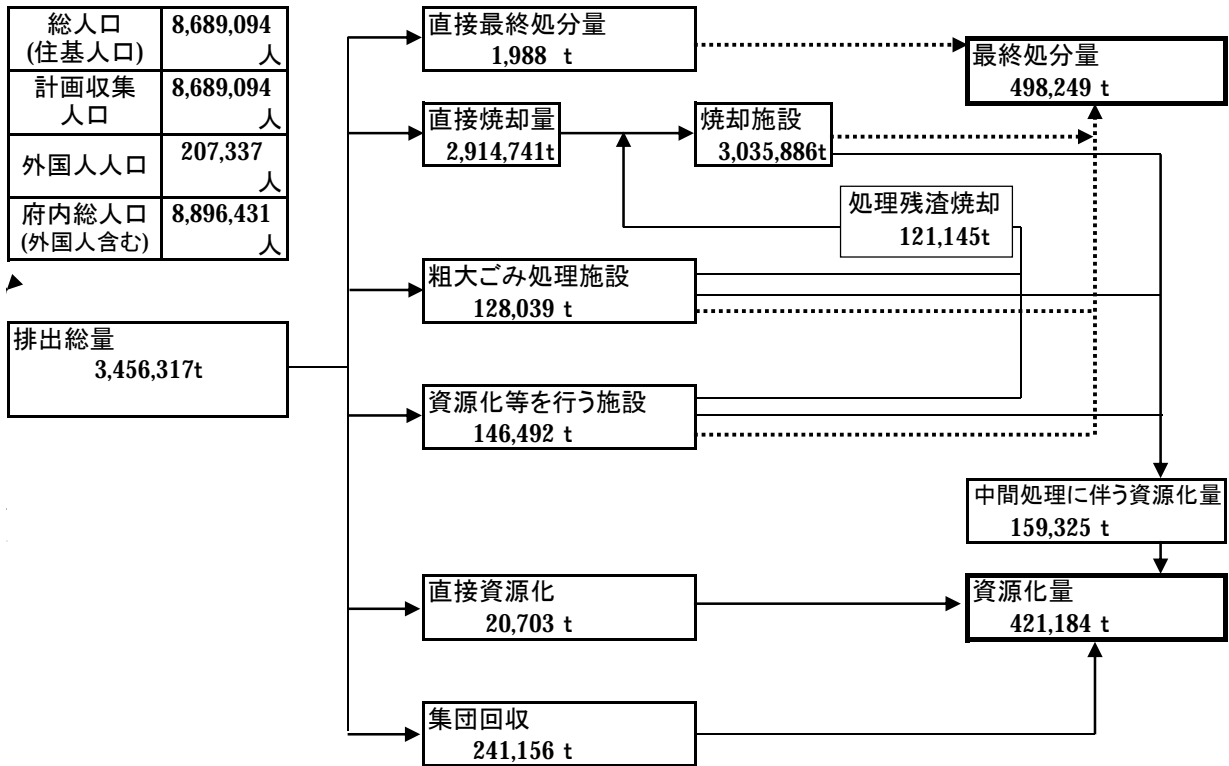 総人口
(住基人口)
8,689,094
人
計画収集
人口
8,689,094
人
外国人人口
207,337
人
府内総人口
(外国人含む)
8,896,431
人
排出総量
3,456,317t
直接最終処分量
1,988 t
直接焼却量
2,914,741t
焼却施設
3,035,886t
処理残渣焼却
121,145t
粗大ごみ処理施設
128,039 t
資源化等を行う施設
146,492 t
直接資源化
20,703 t
集団回収
241,156 t
最終処分量
498,249 t
中間処理に伴う資源化量
159,325 t
資源化量
421,184 t